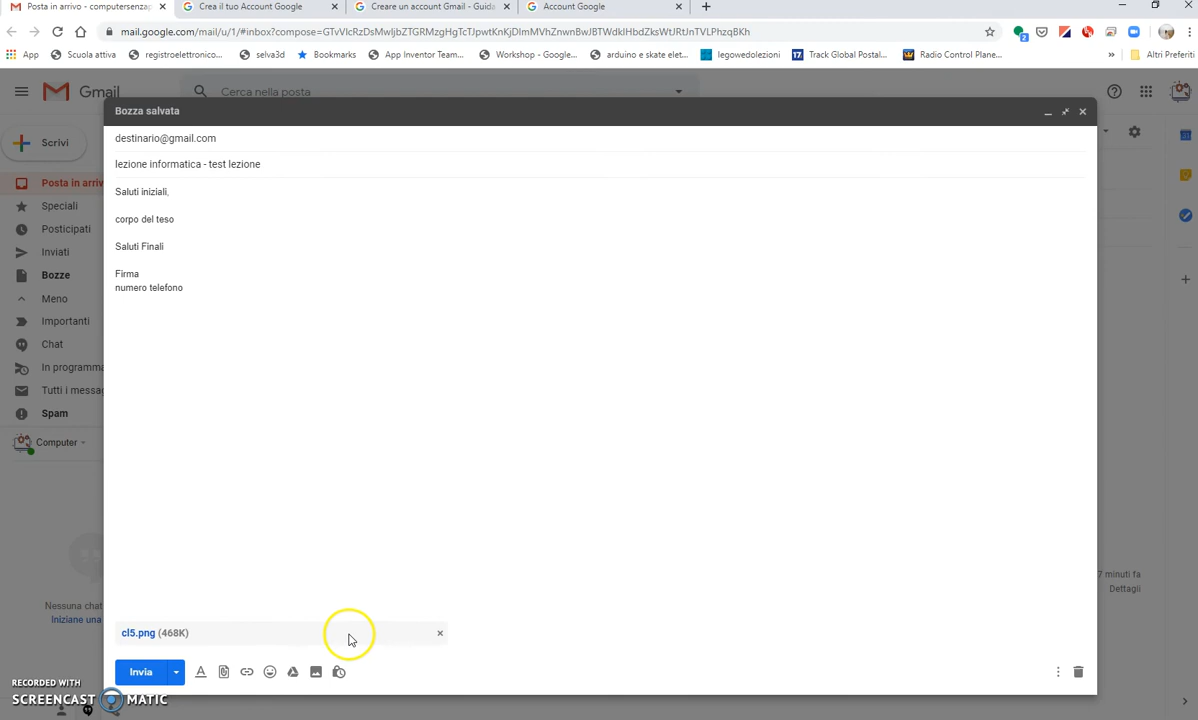 Posta in arrivo - computersenzap
Crea il tuo Account Google
Creare un account Gmail - Guida
Account Google
mail.google.com/mail/u/1/#inbox?compose=
App
Scuola attiva
registroelettronico...
selva3d
Bookmarks
App Inventor Team...
Workshop - Google...
arduino e skate elet...
legowedolezioni
Track Global Postal...
Radio Control Plane...
Altri Preferiti
Gmail
Cerca nella posta
Bozza salvata
destinario@gmail.com
lezione informatica - test lezione
Saluti iniziali,
corpo del teso
Saluti Finali
Firma
numero telefono
Scrivi
Posta in arriv
Speciali
Posticipati
Inviati
Bozze
Meno
Importanti
Chat
In programma
Tutti i messag
Spam
Computer
Nessuna chat
Iniziane una
7 minuti fa
Dettagli
cl5.png (468K)
Invia
RECORDED WITH
SCREENCAST MATIC